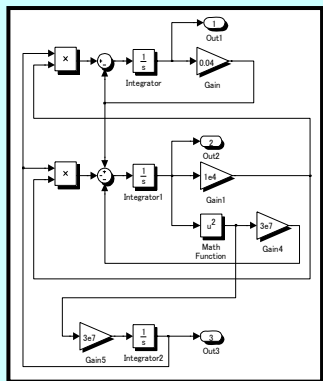 1
Out1
×
1
s
Integrator
0.04
Gain
2
Out2
×
1
s
Integrator1
1e4
Gain1
u²
Math
Function
3e7
Gain4
3e7
Gain5
1
s
Integrator2
3
Out3